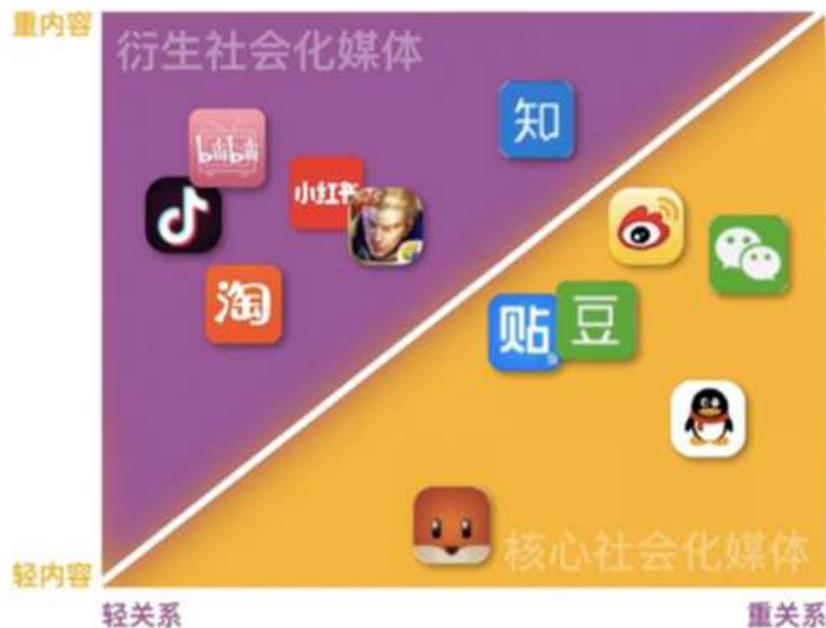 重内容
衍生社会化媒体
知
bilibili
小红书
淘
贴
豆
核心社会化媒体
轻内容
轻关系
重关系